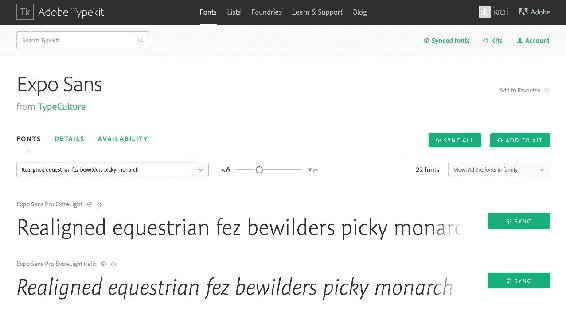 Tk Adobe Typekit Fonts Lists Foundries Learn & Support Blog Adobe
Search Typekit Synced fonts Kits Account
Expo Sans
from TypeCulture Add to Favorites
FONTS DETAILS AVAILABILITY SYNC ALL ADD TO KIT
Realigned equestrian fez bewilders picky monarch 22 fonts View: All the fonts in family
Expo Sans Pro ExtraLight
Realigned equestrian fez bewilders picky monarch SYNC
Expo Sans Pro ExtraLight Italic
Realigned equestrian fez bewilders picky monarch SYNC